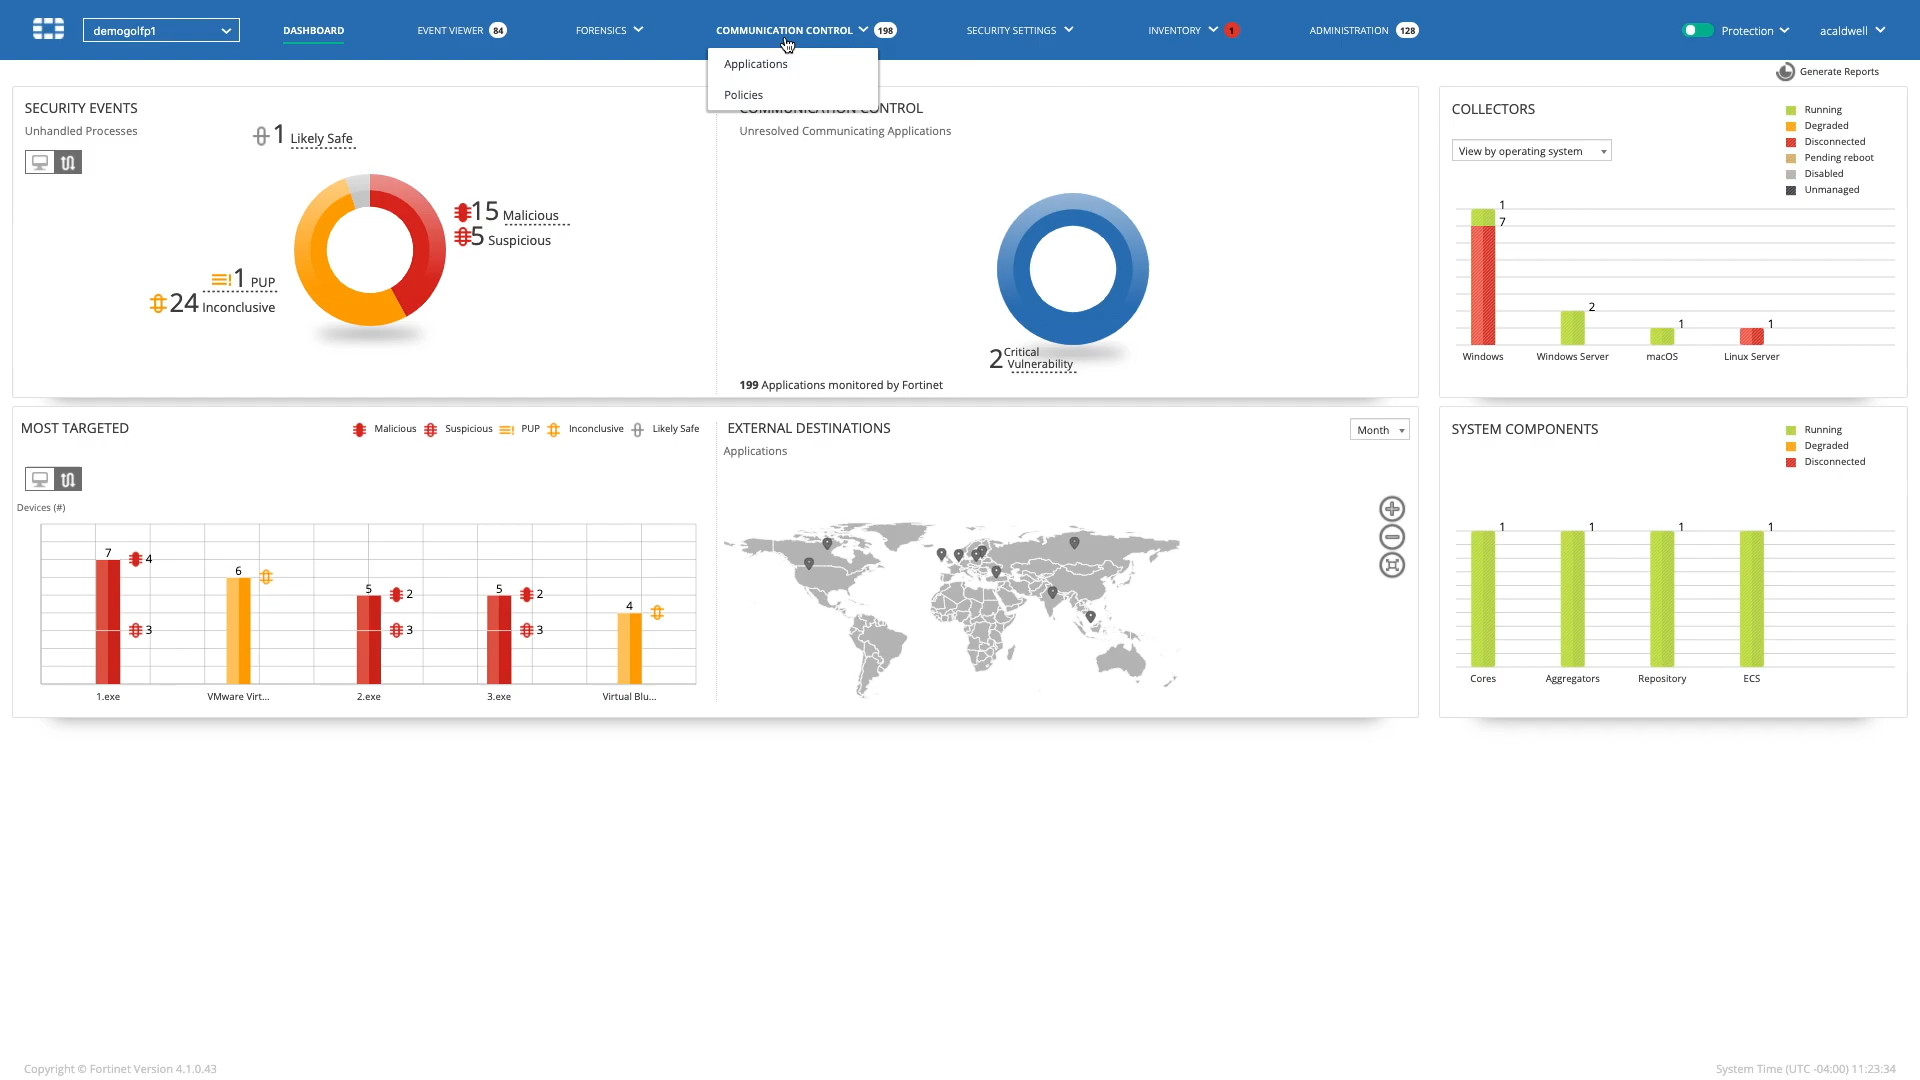 demogolfp1
DASHBOARD
EVENT VIEWER 84
FORENSICS
COMMUNICATION CONTROL 198
SECURITY SETTINGS
INVENTORY 1
ADMINISTRATION 128
Protection
acaldwell
Applications
Policies
Generate Reports
SECURITY EVENTS
Unhandled Processes
1 Likely Safe
15 Malicious
5 Suspicious
1 PUP
24 Inconclusive
COMMUNICATION CONTROL
Unresolved Communicating Applications
2 Critical
Vulnerability
199 Applications monitored by Fortinet
COLLECTORS
View by operating system
Running
Degraded
Disconnected
Pending reboot
Disabled
Unmanaged
1
7
2
1
1
Windows
Windows Server
macOS
Linux Server
MOST TARGETED
Malicious
Suspicious
PUP
Inconclusive
Likely Safe
Devices (#)
7
4
3
6
5
2
3
5
2
3
4
1.exe
VMware Virt...
2.exe
3.exe
Virtual Blu...
EXTERNAL DESTINATIONS
Applications
Month
SYSTEM COMPONENTS
Running
Degraded
Disconnected
1
1
1
1
Cores
Aggregators
Repository
ECS
Copyright © Fortinet Version 4.1.0.43
System Time (UTC -04:00) 11:23:34